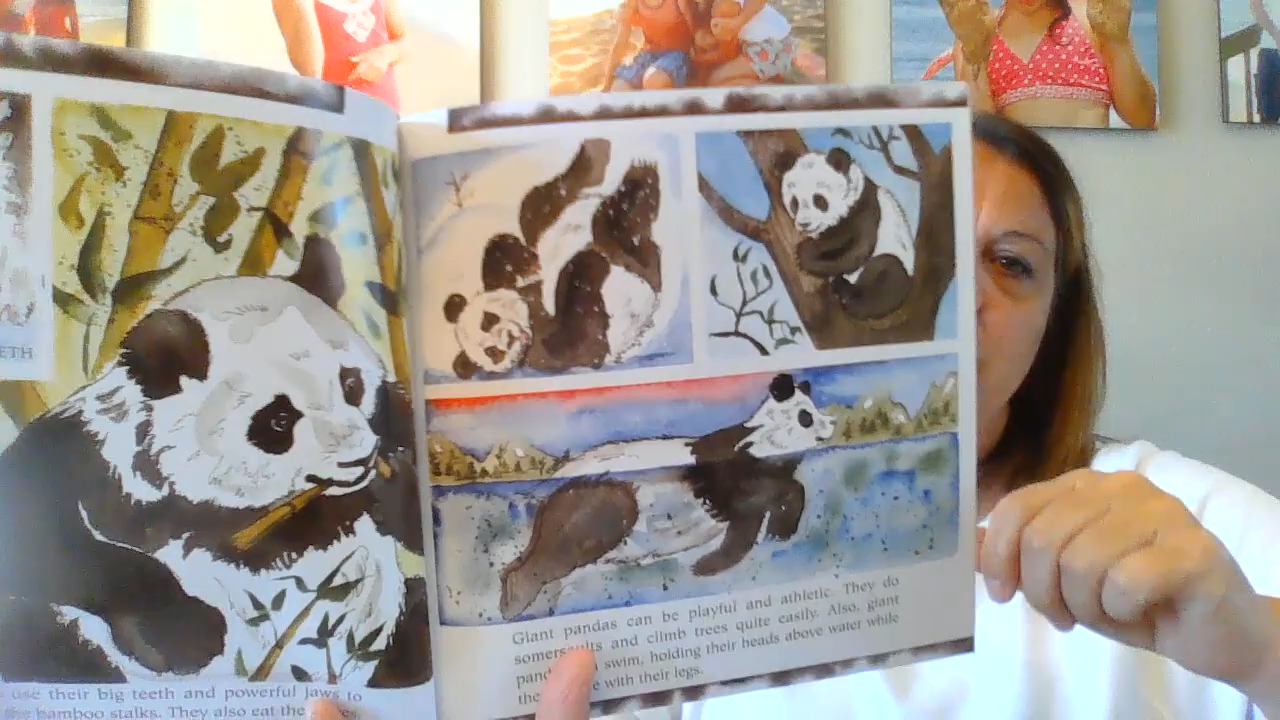 ETH
use their big teeth and powerful jaws to
the bamboo stalks. They also eat the
Giant pandas can be playful and athletic. They do
somersaults and climb trees quite easily. Also, giant
swim, holding their heads above water while
with their legs.